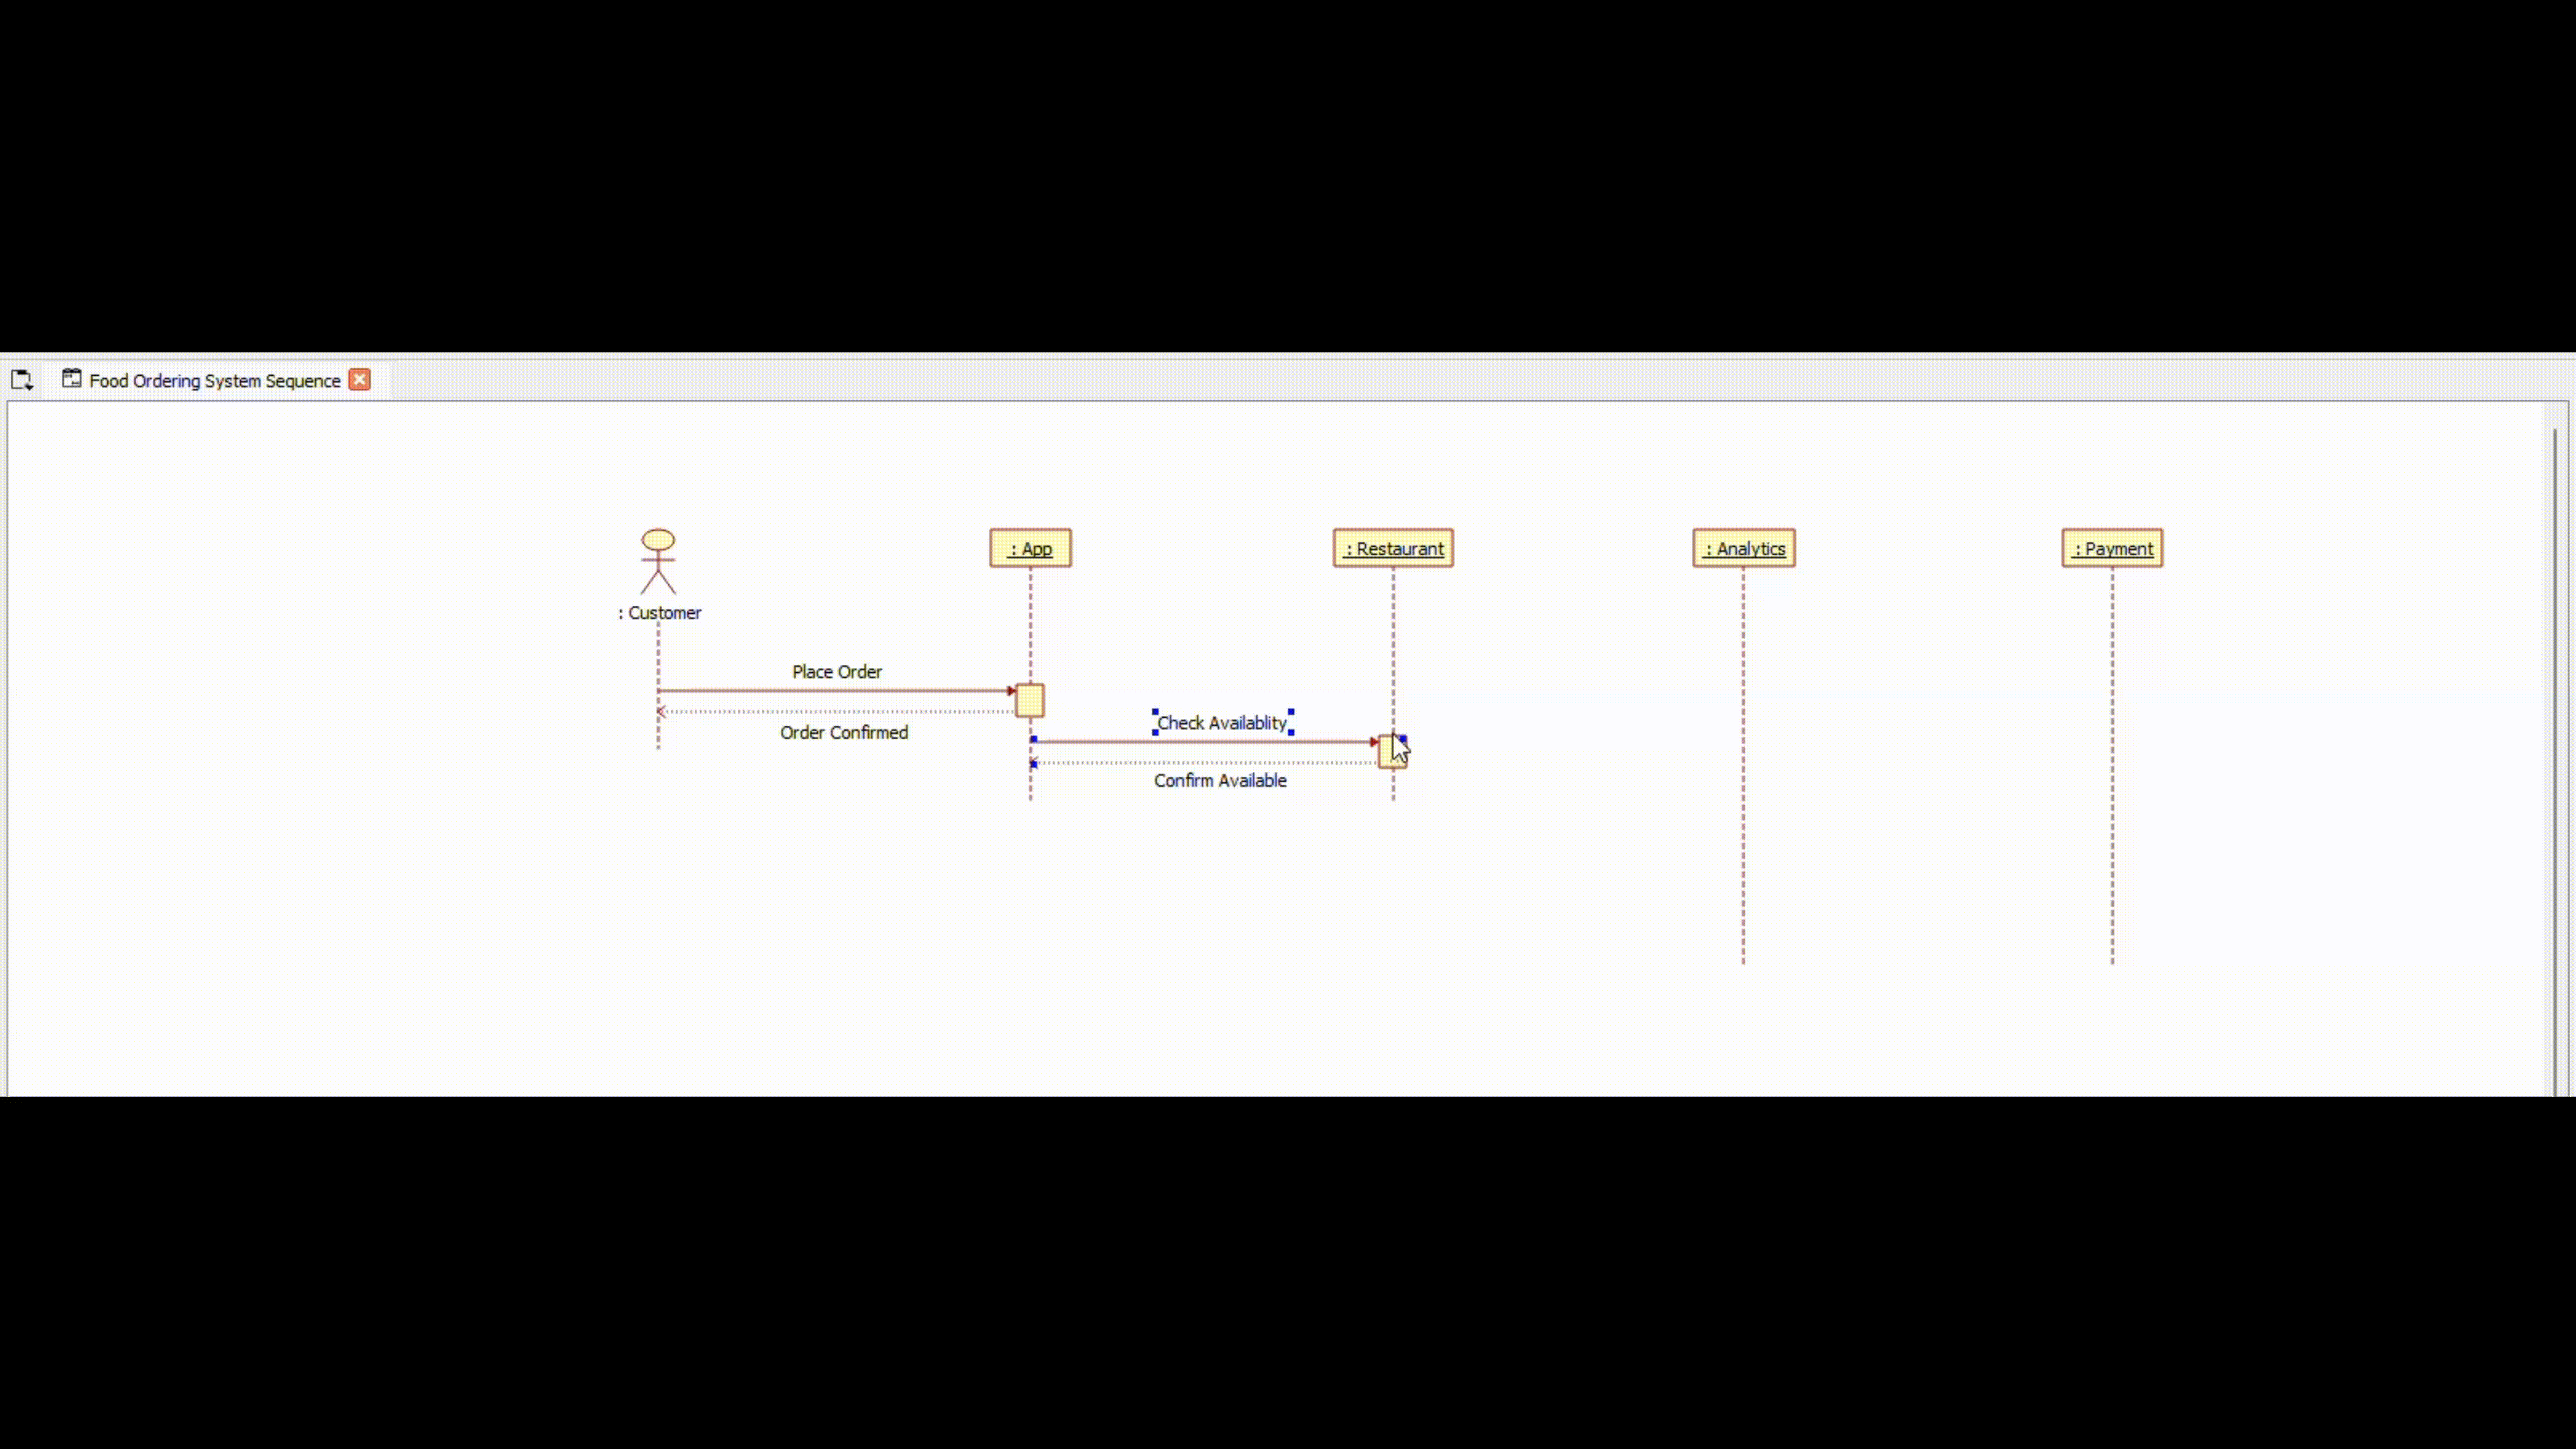 Food Ordering System Sequence
: App
: Restaurant
: Analytics
: Payment
: Customer
Place Order
Order Confirmed
Check Availablity
Confirm Available